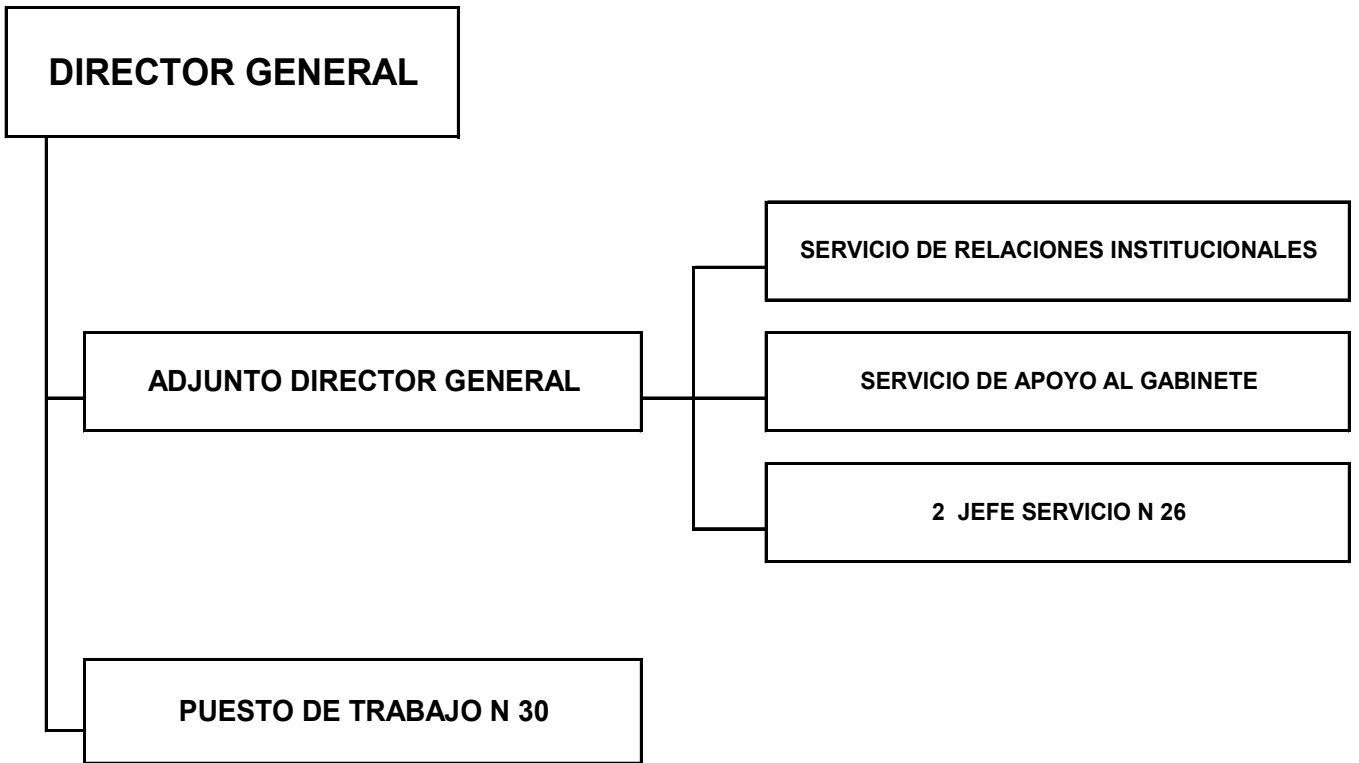 DIRECTOR GENERAL
SERVICIO DE RELACIONES INSTITUCIONALES
ADJUNTO DIRECTOR GENERAL
SERVICIO DE APOYO AL GABINETE
2 JEFE SERVICIO N 26
PUESTO DE TRABAJO N 30